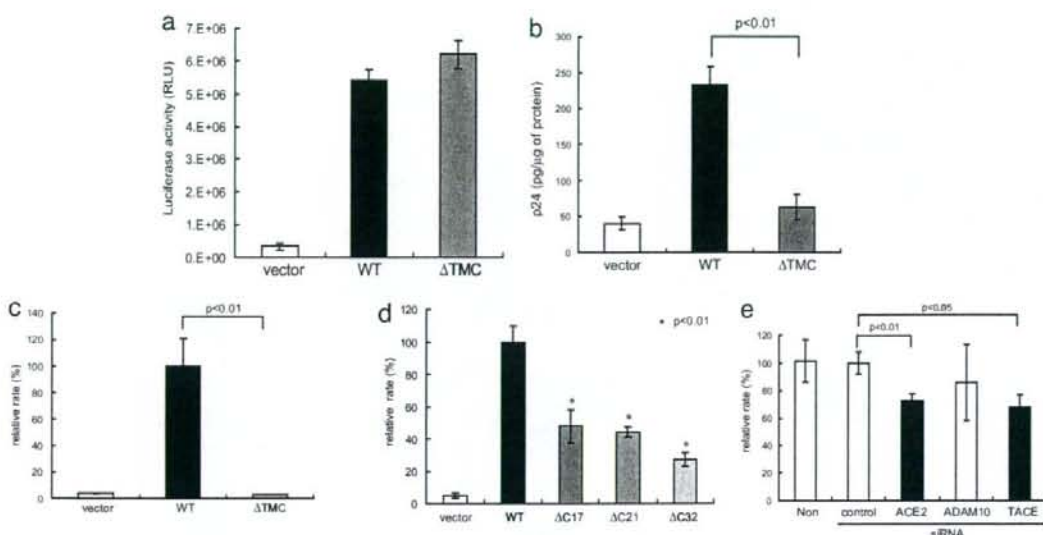 a
Luciferase activity (RLU)
7.E+06
6.E+06
5.E+06
4.E+06
3.E+06
2.E+06
1.E+06
0.E+00
vector WT ΔTMC
b
p<0.01
p24 (pg/μg of protein)
300
250
200
150
100
50
0
vector WT ΔTMC
c
p<0.01
relative rate (%)
140
120
100
80
60
40
20
0
vector WT ΔTMC
d
* p<0.01
relative rate (%)
120
100
80
60
40
20
0
* * *
vector WT ΔC17 ΔC21 ΔC32
e
p<0.05
p<0.01
relative rate (%)
140
120
100
80
60
40
20
0
Non control ACE2 ADAM10 TACE